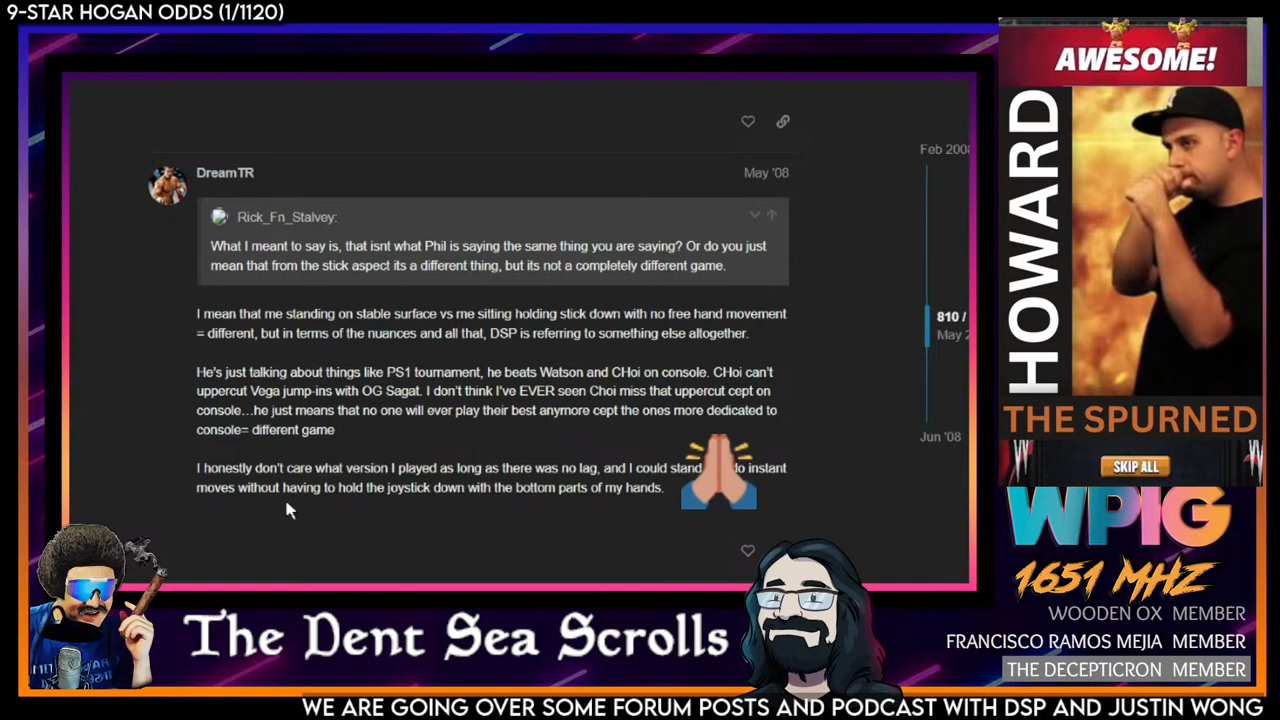 9-STAR HOGAN ODDS (1/1120)
DreamTR
May '08
Rick_Fn_Stalvey:
What I meant to say is, that isnt what Phil is saying the same thing you are saying? Or do you just
mean that from the stick aspect its a different thing, but its not a completely different game.
I mean that me standing on stable surface vs me sitting holding stick down with no free hand movement
= different, but in terms of the nuances and all that, DSP is referring to something else altogether.
He's just talking about things like PS1 tournament, he beats Watson and CHoi on console. CHoi can't
uppercut Vega jump-ins with OG Sagat. I don't think I've EVER seen Choi miss that uppercut cept on
console…he just means that no one will ever play their best anymore cept the ones more dedicated to
console= different game
I honestly don't care what version I played as long as there was no lag, and I could stand do instant
moves without having to hold the joystick down with the bottom parts of my hands.
Feb 2008
810 /
May 2
Jun '08
AWESOME!
HOWARD
THE SPURNED
SKIP ALL
WPIG
1651 MHZ
WOODEN OX MEMBER
FRANCISCO RAMOS MEJIA MEMBER
THE DECEPTICRON MEMBER
The Dent Sea Scrolls
WE ARE GOING OVER SOME FORUM POSTS AND PODCAST WITH DSP AND JUSTIN WONG